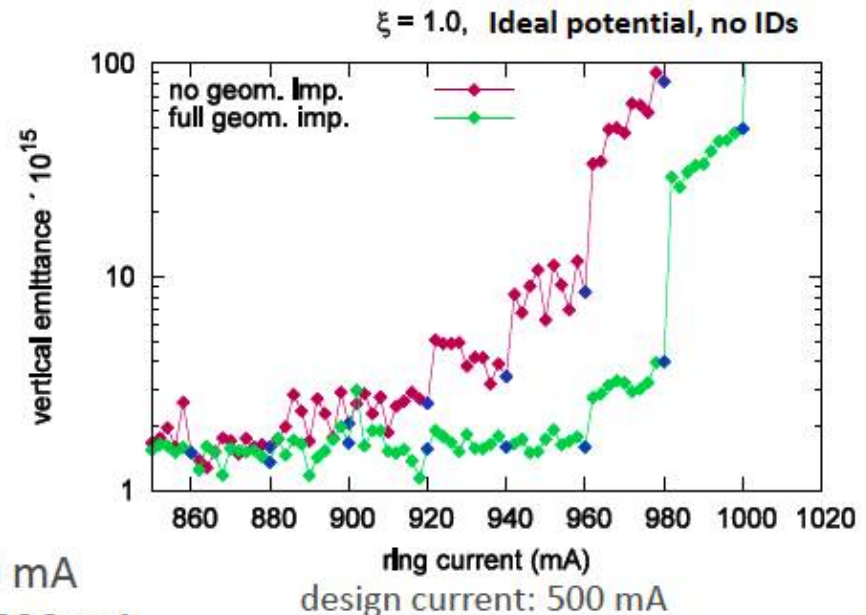 ξ = 1.0, Ideal potential, no IDs
100
no geom. Imp.
full geom. imp.
10
1
vertical emittance ´ 10¹⁵
860 880 900 920 940 960 980 1000 1020
ring current (mA)
mA
design current: 500 mA